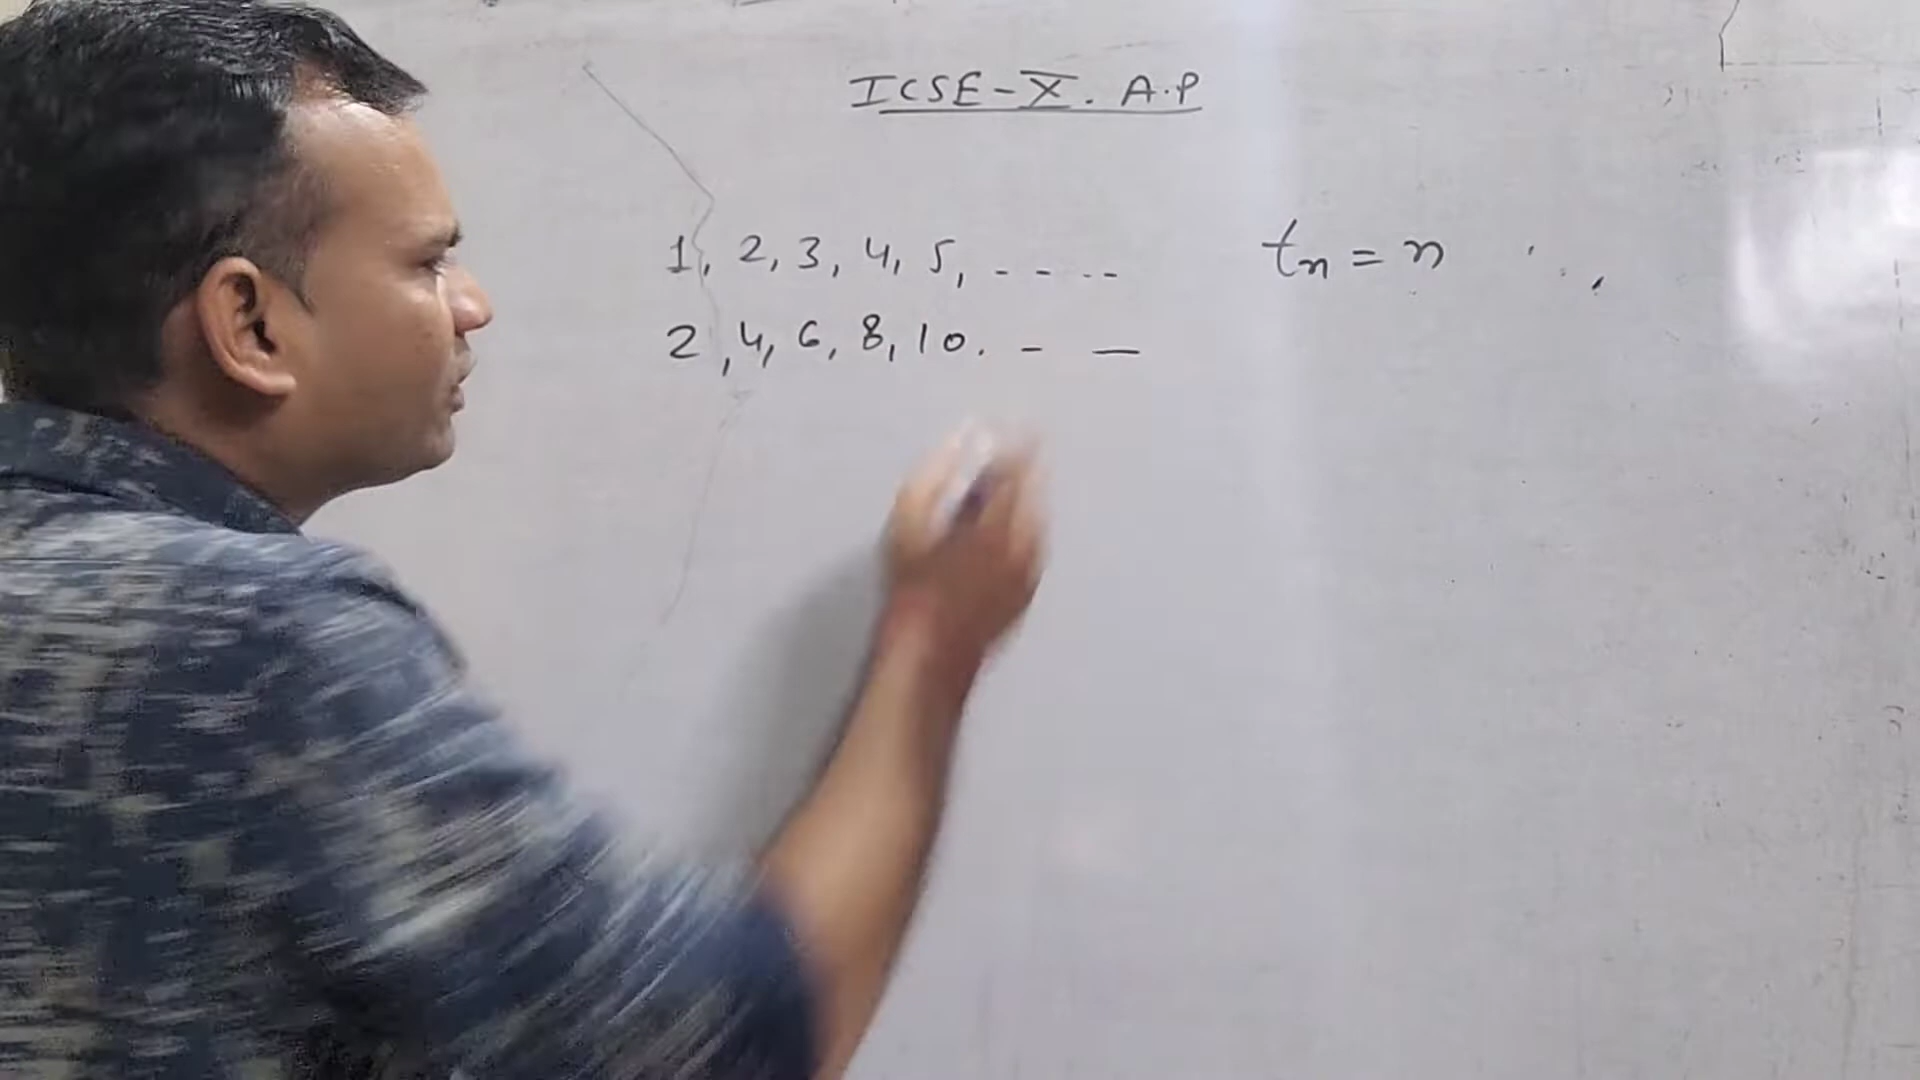 ICSE-X. A.P
1, 2, 3, 4, 5, - - - - tn = n
2, 4, 6, 8, 10. - -